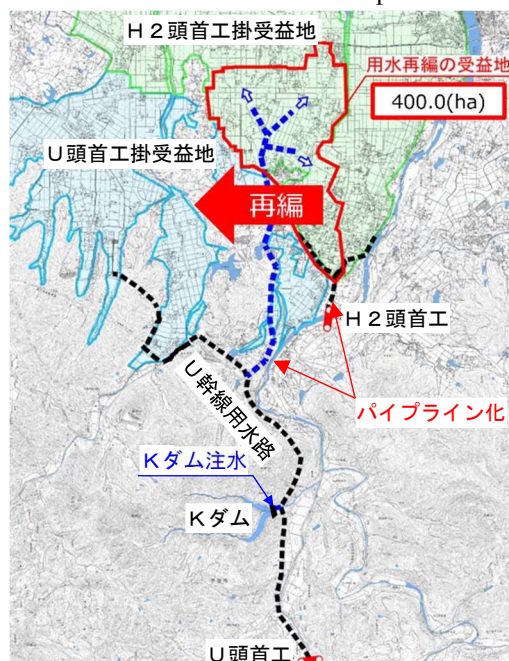 H2頭首工掛受益地
用水再編の受益地
400.0(ha)
U頭首工掛受益地
再編
H2頭首工
パイプライン化
U幹線用水路
Kダム注水
Kダム
U頭首工